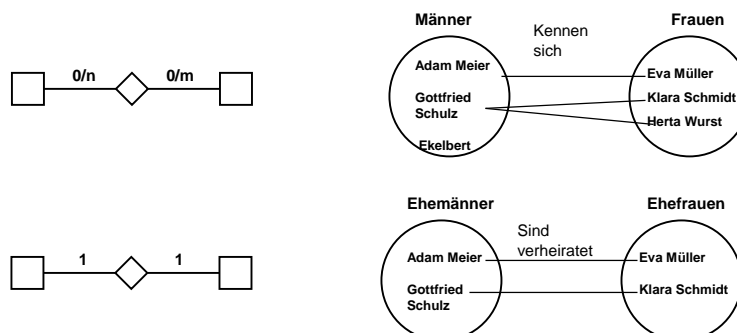 0/n 0/m
Männer Frauen
Kennen
sich
Adam Meier
Gottfried
Schulz
Ekelbert
Eva Müller
Klara Schmidt
Herta Wurst
1 1
Ehemänner Ehefrauen
Sind
verheiratet
Adam Meier
Gottfried
Schulz
Eva Müller
Klara Schmidt